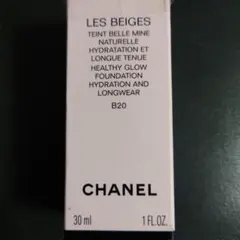 LES BEIGES
TEINT BELLE MINE
NATURELLE
HYDRATATION ET
LONGUE TENUE
HEALTHY GLOW
FOUNDATION
HYDRATION AND
LONGWEAR
B20
CHANEL
30 ml 1 FL.OZ.